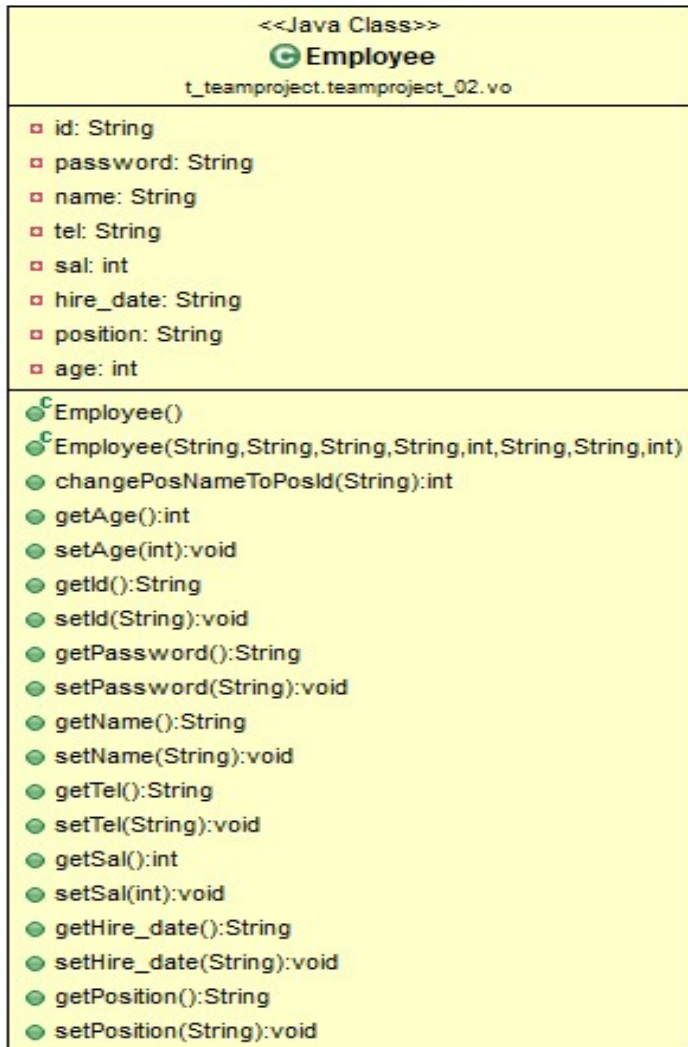 <<Java Class>>
Employee
t_teamproject.teamproject_02.vo
id: String
password: String
name: String
tel: String
sal: int
hire_date: String
position: String
age: int
Employee()
Employee(String,String,String,String,int,String,String,int)
changePosNameToPosId(String):int
getAge():int
setAge(int):void
getId():String
setId(String):void
getPassword():String
setPassword(String):void
getName():String
setName(String):void
getTel():String
setTel(String):void
getSal():int
setSal(int):void
getHire_date():String
setHire_date(String):void
getPosition():String
setPosition(String):void